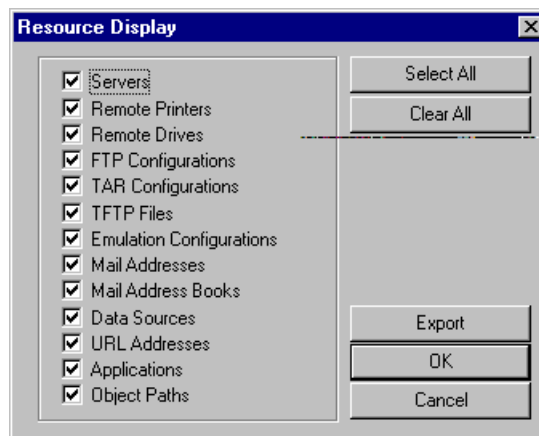 Resource Display
Servers
Remote Printers
Remote Drives
FTP Configurations
TAR Configurations
TFTP Files
Emulation Configurations
Mail Addresses
Mail Address Books
Data Sources
URL Addresses
Applications
Object Paths
Select All
Clear All
Export
OK
Cancel